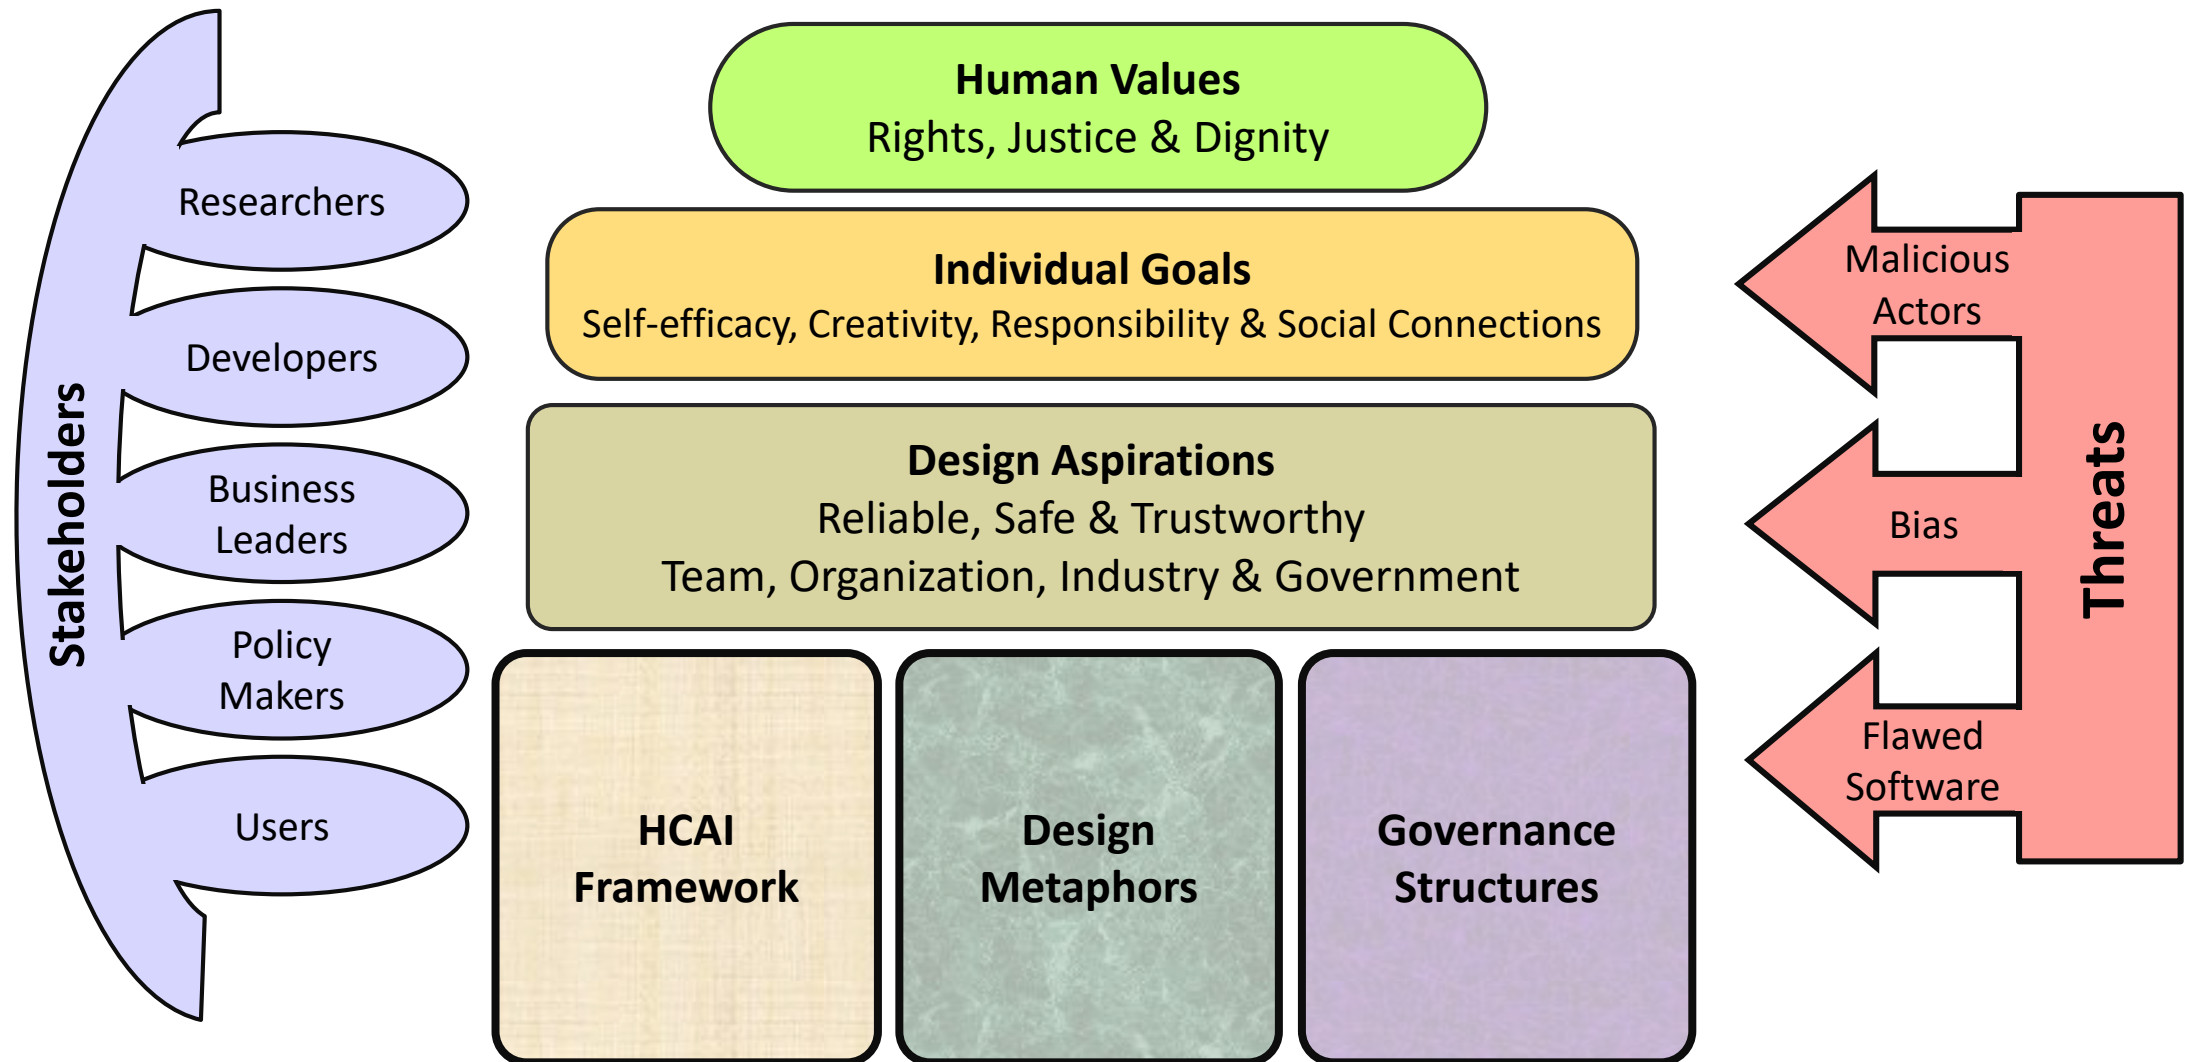 Stakeholders
Researchers
Developers
Business
Leaders
Policy
Makers
Users
Human Values
Rights, Justice & Dignity
Individual Goals
Self-efficacy, Creativity, Responsibility & Social Connections
Design Aspirations
Reliable, Safe & Trustworthy
Team, Organization, Industry & Government
HCAI
Framework
Design
Metaphors
Governance
Structures
Malicious
Actors
Bias
Flawed
Software
Threats